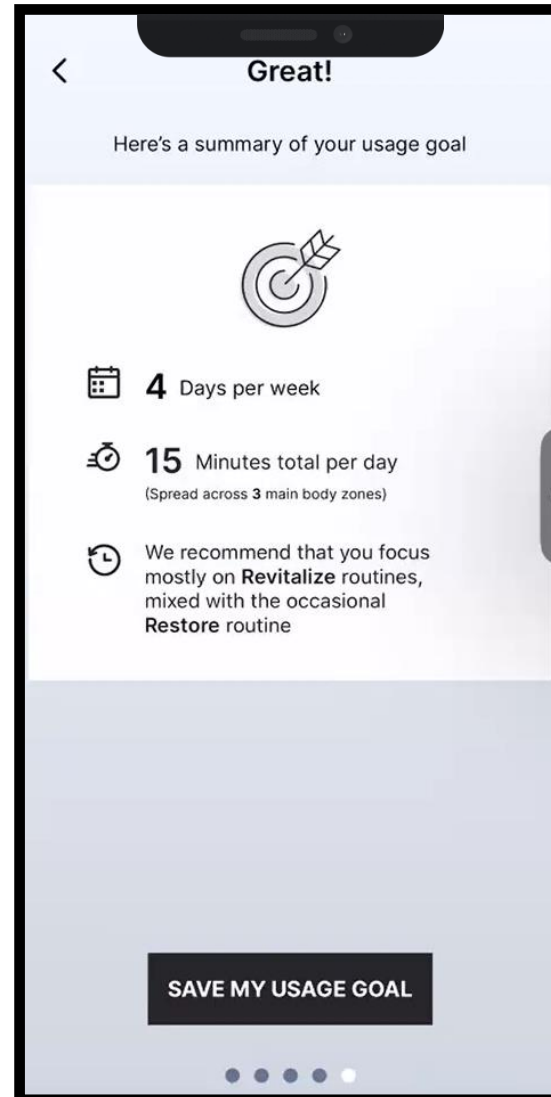 Great!
Here’s a summary of your usage goal
4 Days per week
15 Minutes total per day
(Spread across 3 main body zones)
We recommend that you focus
mostly on Revitalize routines,
mixed with the occasional
Restore routine
SAVE MY USAGE GOAL